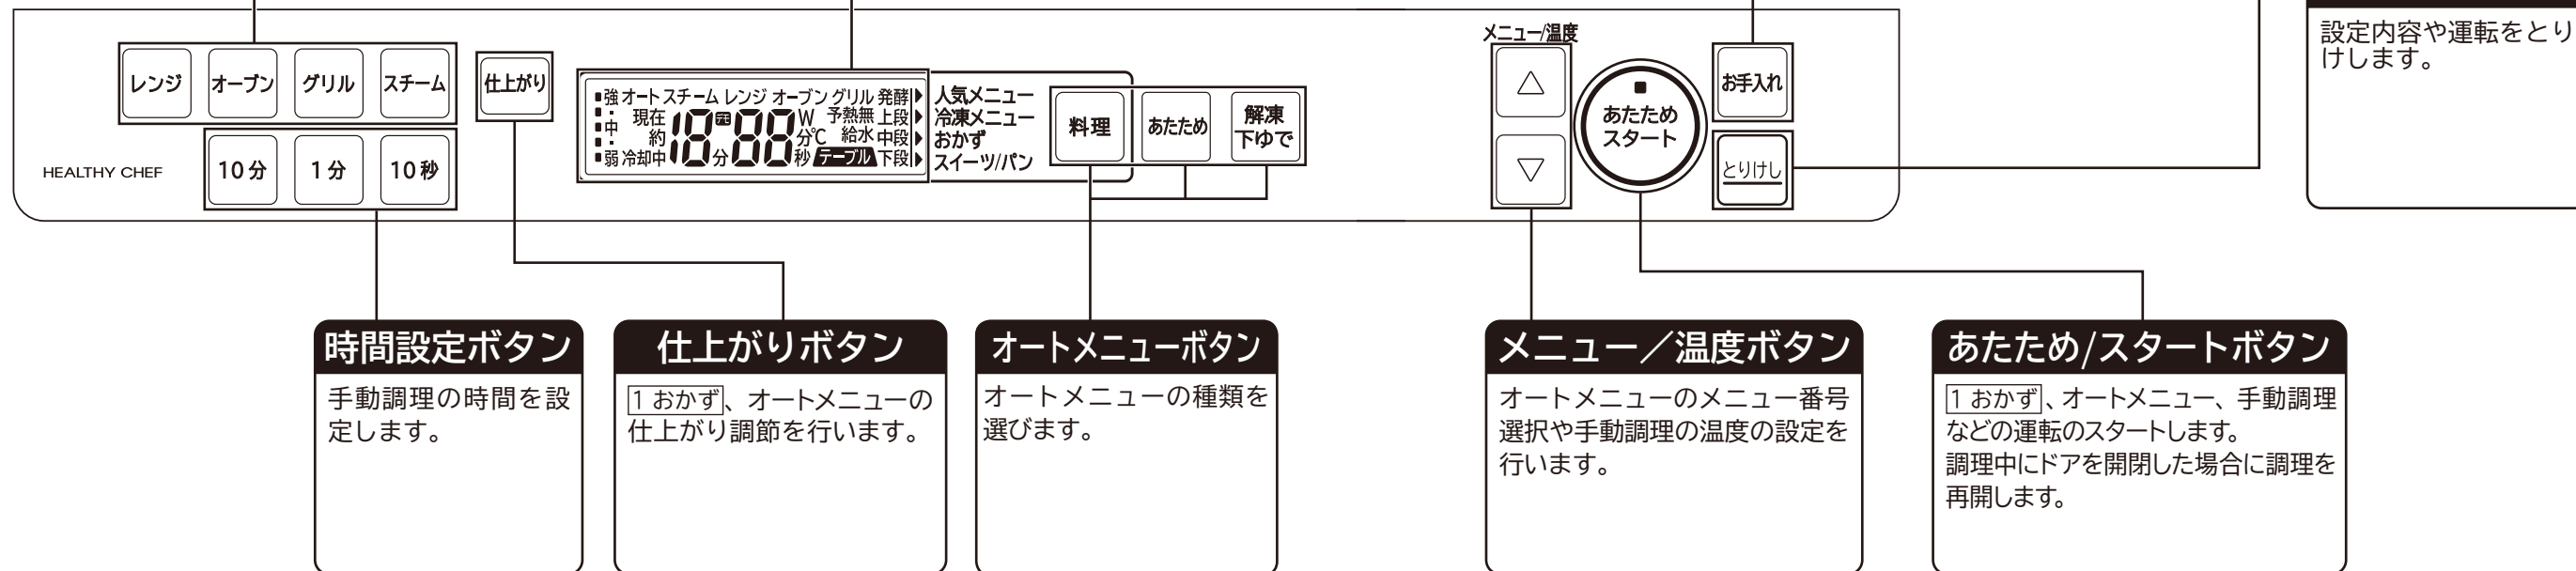 設定内容や運転をとり
けします。
メニュー/温度
レンジ オーブン グリル スチーム
仕上がり
強 オート スチーム レンジ オーブン グリル 発酵
現在 18 分 88 W 予熱無 上段
中 約 分℃ 給水 中段
弱 冷却中 秒 テーブル 下段
人気メニュー
冷凍メニュー
おかず
スイーツ/パン
料理 あたため 解凍
下ゆで
△
▽
あたため
スタート
お手入れ
とりけし
HEALTHY CHEF
10分 1分 10秒
時間設定ボタン
手動調理の時間を設
定します。
仕上がりボタン
1 おかず、オートメニューの
仕上がり調節を行います。
オートメニューボタン
オートメニューの種類を
選びます。
メニュー／温度ボタン
オートメニューのメニュー番号
選択や手動調理の温度の設定を
行います。
あたため/スタートボタン
1 おかず、オートメニュー、手動調理
などの運転のスタートします。
調理中にドアを開閉した場合に調理を
再開します。